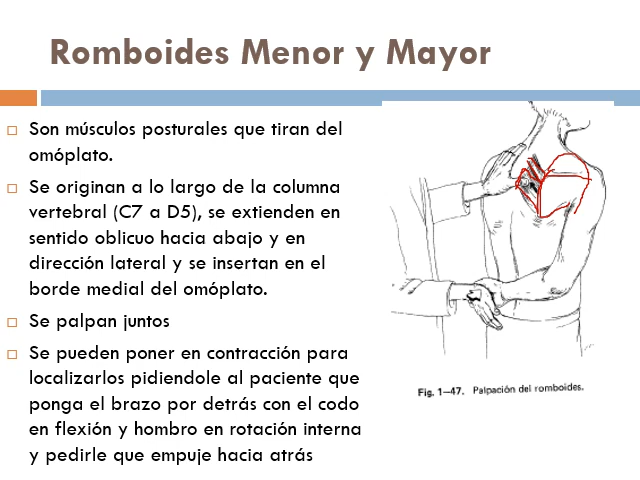 Romboides Menor y Mayor
Son músculos posturales que tiran del
omóplato.
Se originan a lo largo de la columna
vertebral (C7 a D5), se extienden en
sentido oblicuo hacia abajo y en
dirección lateral y se insertan en el
borde medial del omóplato.
Se palpan juntos
Se pueden poner en contracción para
localizarlos pidiendole al paciente que
ponga el brazo por detrás con el codo
en flexión y hombro en rotación interna
y pedirle que empuje hacia atrás
Fig. 1–47. Palpación del romboides.